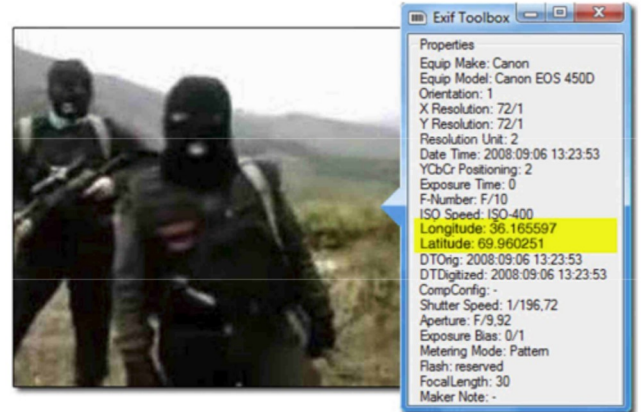 Exif Toolbox
Properties
Equip Make: Canon
Equip Model: Canon EOS 450D
Orientation: 1
X Resolution: 72/1
Y Resolution: 72/1
Resolution Unit: 2
Date Time: 2008:09:06 13:23:53
YCbCr Positioning: 2
Exposure Time: 0
F-Number: F/10
ISO Speed: ISO-400
Longitude: 36.165597
Latitude: 69.960251
DTOrig: 2008:09:06 13:23:53
DTDigitized: 2008:09:06 13:23:53
CompConfig: -
Shutter Speed: 1/196,72
Aperture: F/9,92
Exposure Bias: 0/1
Metering Mode: Pattern
Flash: reserved
FocalLength: 30
Maker Note: -